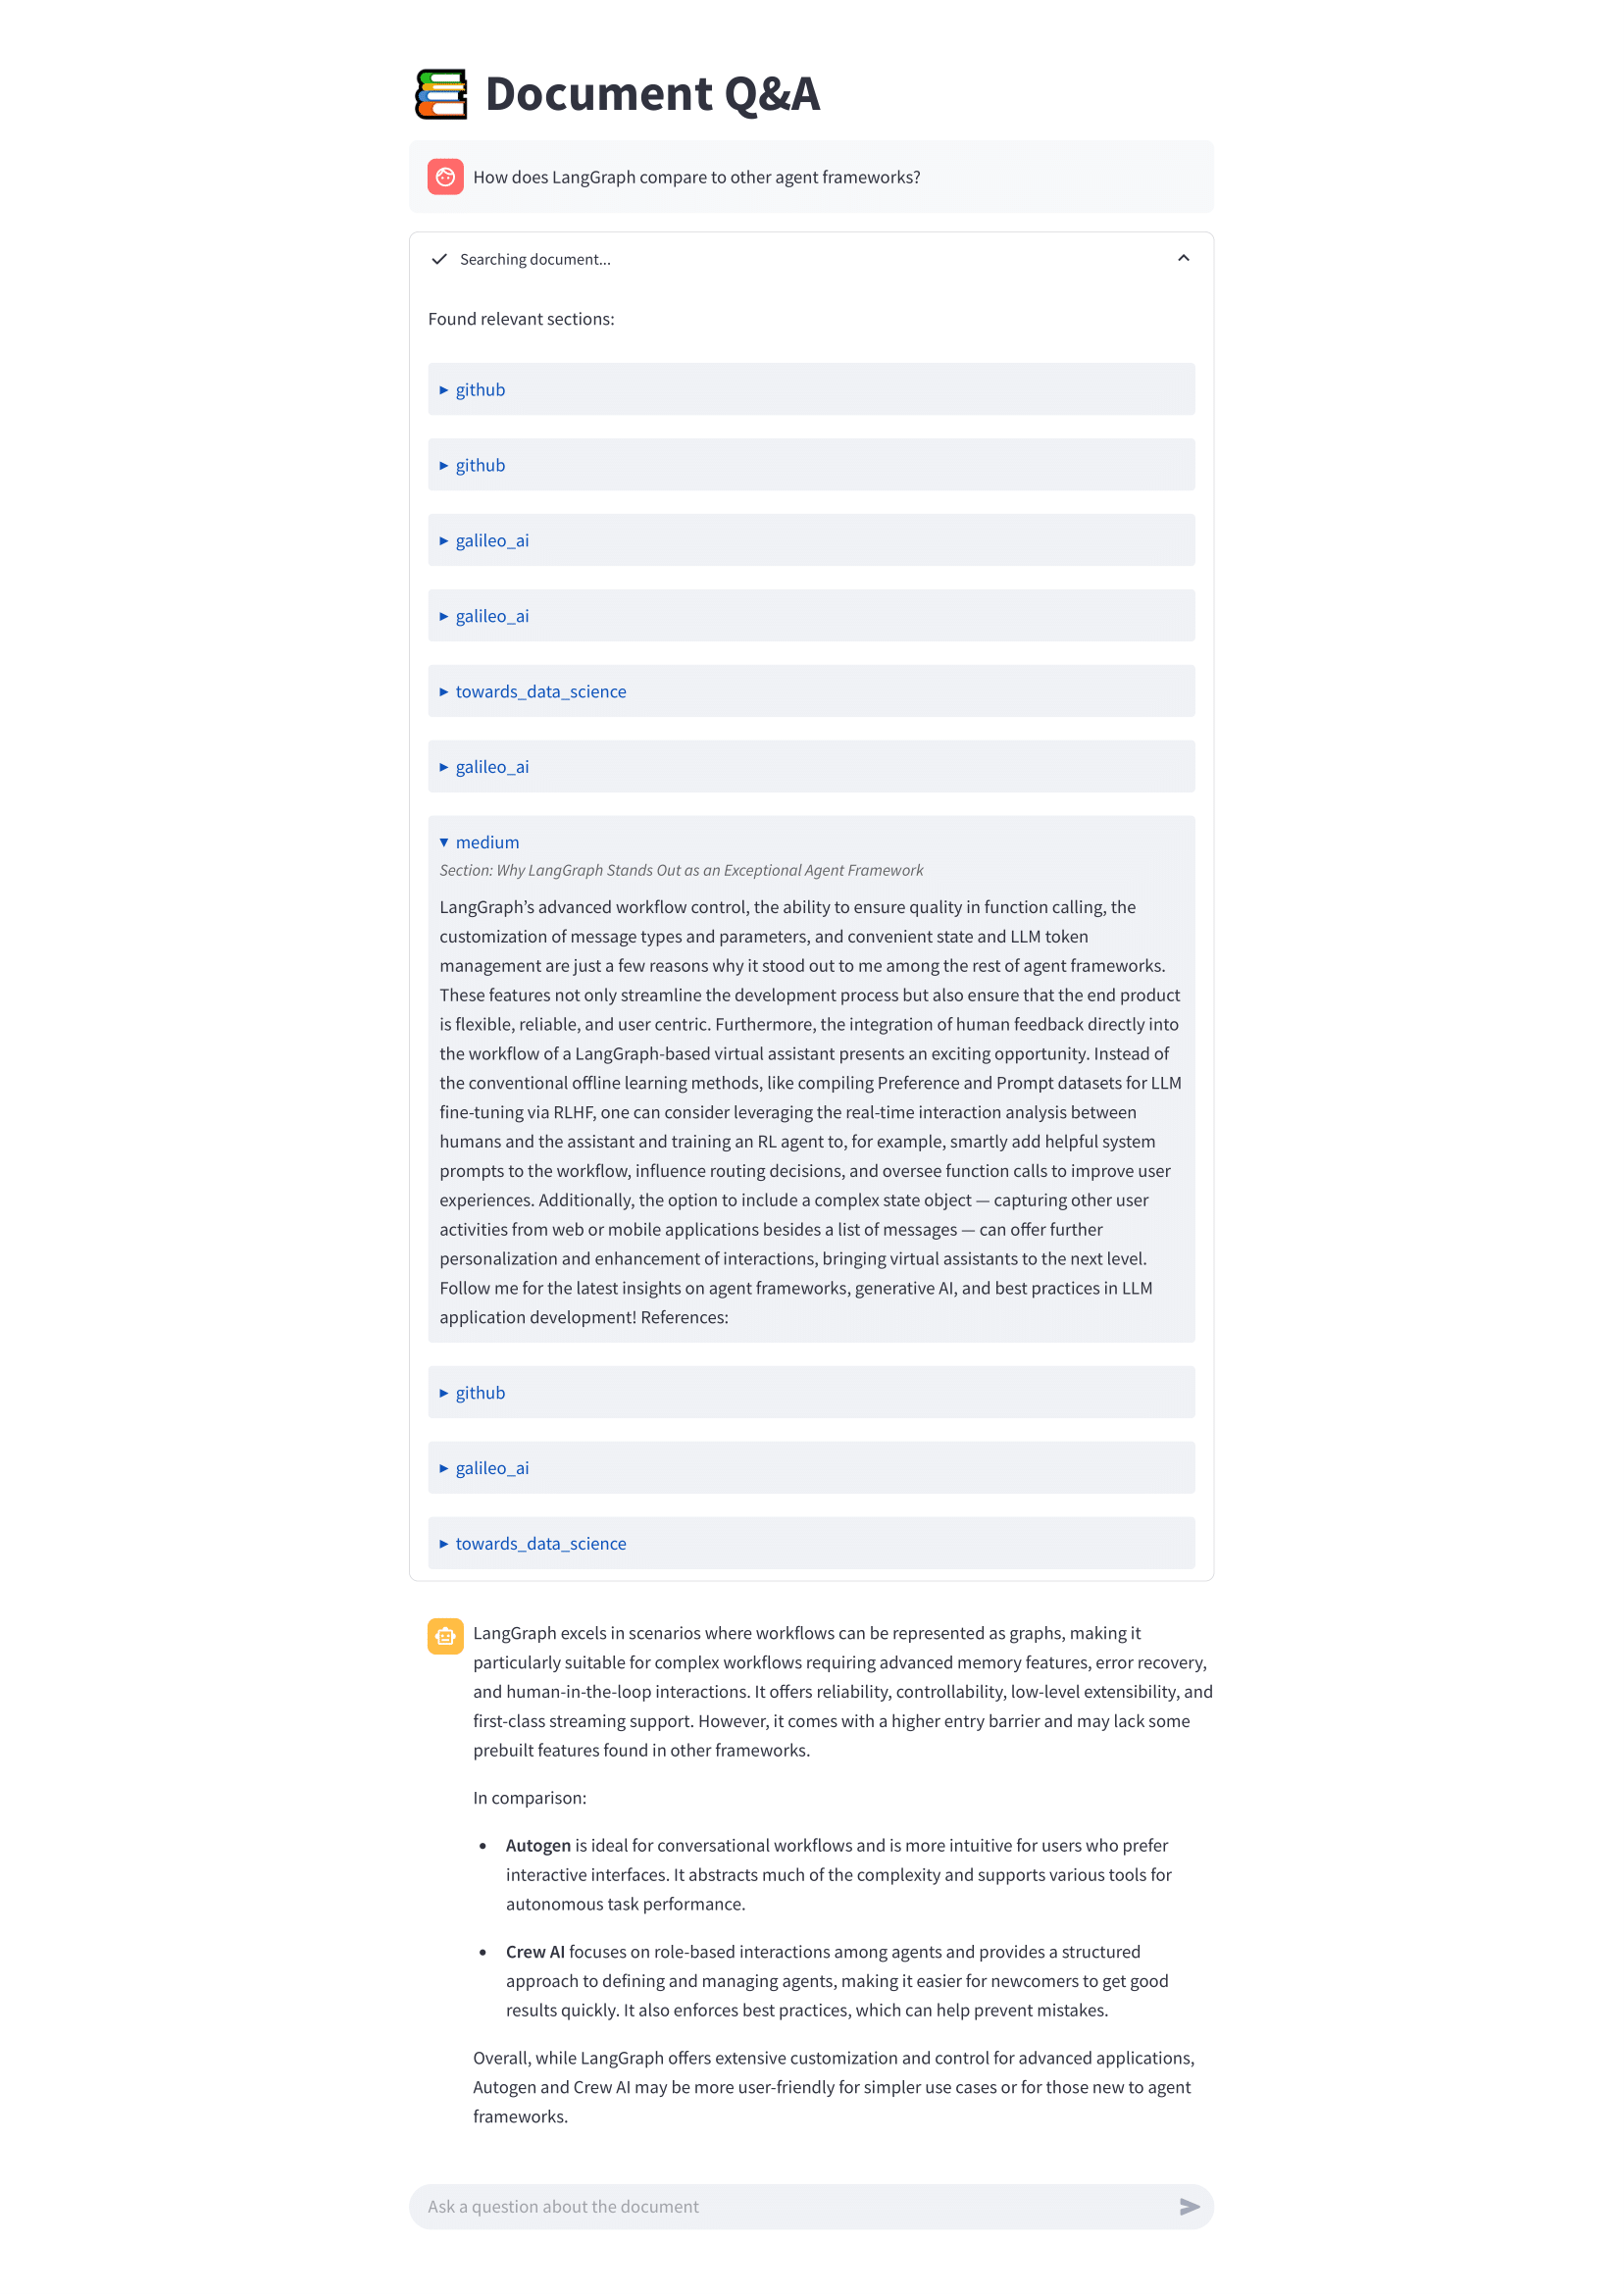 Document Q&A
How does LangGraph compare to other agent frameworks?
Searching document...
Found relevant sections:
github
github
galileo_ai
galileo_ai
towards_data_science
galileo_ai
medium
Section: Why LangGraph Stands Out as an Exceptional Agent Framework
LangGraph’s advanced workflow control, the ability to ensure quality in function calling, the
customization of message types and parameters, and convenient state and LLM token
management are just a few reasons why it stood out to me among the rest of agent frameworks.
These features not only streamline the development process but also ensure that the end product
is flexible, reliable, and user centric. Furthermore, the integration of human feedback directly into
the workflow of a LangGraph-based virtual assistant presents an exciting opportunity. Instead of
the conventional offline learning methods, like compiling Preference and Prompt datasets for LLM
fine-tuning via RLHF, one can consider leveraging the real-time interaction analysis between
humans and the assistant and training an RL agent to, for example, smartly add helpful system
prompts to the workflow, influence routing decisions, and oversee function calls to improve user
experiences. Additionally, the option to include a complex state object — capturing other user
activities from web or mobile applications besides a list of messages — can offer further
personalization and enhancement of interactions, bringing virtual assistants to the next level.
Follow me for the latest insights on agent frameworks, generative AI, and best practices in LLM
application development! References:
github
galileo_ai
towards_data_science
LangGraph excels in scenarios where workflows can be represented as graphs, making it
particularly suitable for complex workflows requiring advanced memory features, error recovery,
and human-in-the-loop interactions. It offers reliability, controllability, low-level extensibility, and
first-class streaming support. However, it comes with a higher entry barrier and may lack some
prebuilt features found in other frameworks.
In comparison:
• Autogen is ideal for conversational workflows and is more intuitive for users who prefer
interactive interfaces. It abstracts much of the complexity and supports various tools for
autonomous task performance.
• Crew AI focuses on role-based interactions among agents and provides a structured
approach to defining and managing agents, making it easier for newcomers to get good
results quickly. It also enforces best practices, which can help prevent mistakes.
Overall, while LangGraph offers extensive customization and control for advanced applications,
Autogen and Crew AI may be more user-friendly for simpler use cases or for those new to agent
frameworks.
Ask a question about the document